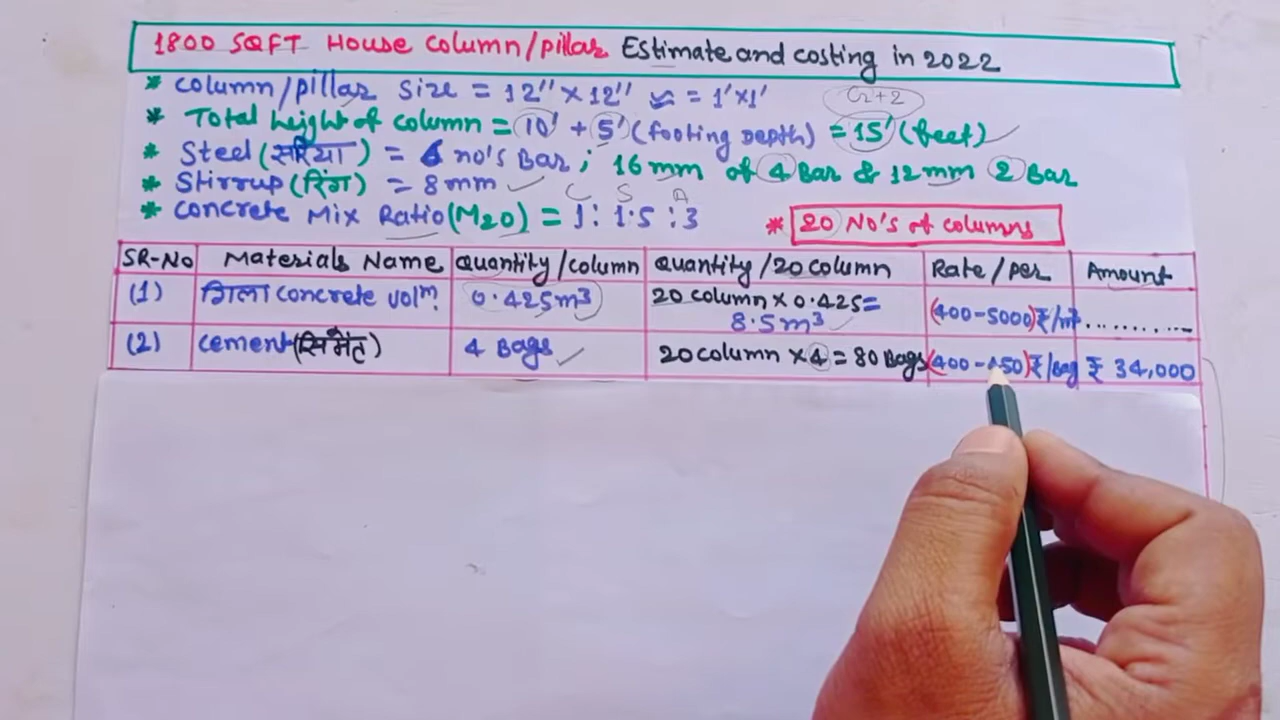 1800 SQFT House Column/pillar Estimate and costing in 2022
* Column/pillar Size = 12" x 12" = 1' x 1' G+2
* Total height of column = 10' + 5' (footing Depth) = 15' (feet)
* Steel (सरिया) = 6 no's Bar ; 16 mm of 4 Bar & 12 mm 2 Bar
* Stirrup (रिंग) = 8 mm
C S A
* Concrete Mix Ratio (M20) = 1 : 1.5 : 3
* 20 No's of columns
SR-No Materials Name Quantity/column Quantity/20 column Rate/per Amount
(1) गिला concrete volm. 0.425m³ 20 column x 0.425 = 8.5m³ (400-5000)₹/m³ ............
(2) cement (सिमेंट) 4 Bags 20 column x 4 = 80 Bags (400-450)₹/Bag ₹ 34,000